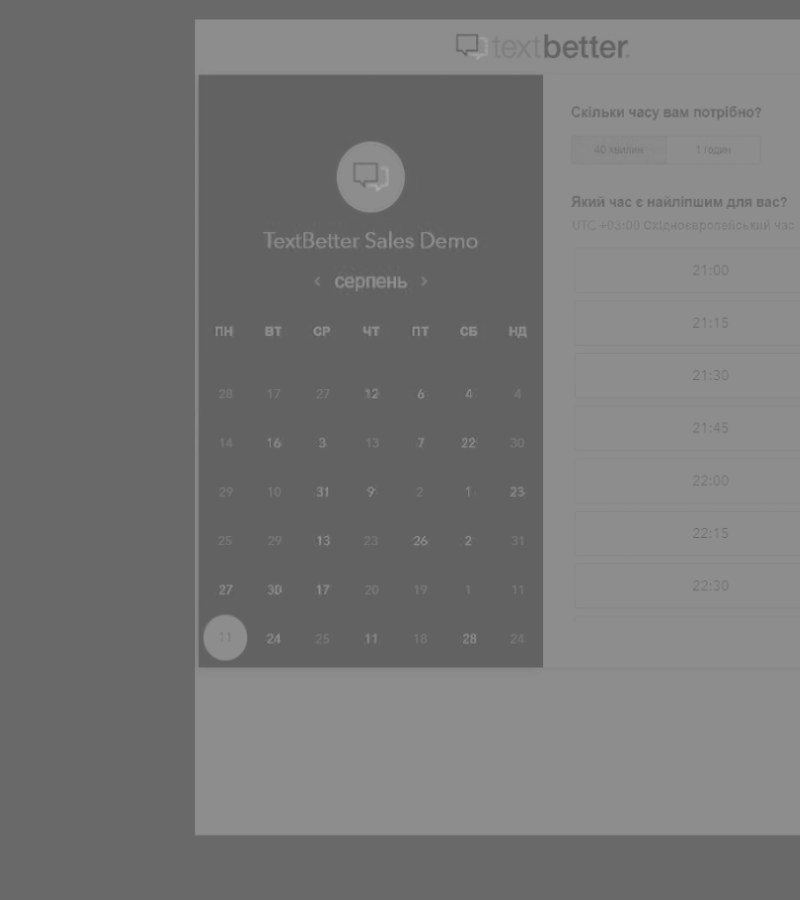 textbetter.
TextBetter Sales Demo
‹ серпень ›
ПН ВТ СР ЧТ ПТ СБ НД
28 17 27 12 6 4 4
14 16 3 13 7 22 30
29 10 31 9 2 1 23
25 29 13 23 26 2 31
27 30 17 20 19 1 11
11 24 25 11 18 28 24
Скільки часу вам потрібно?
40 хвилин 1 годин
Який час є найліпшим для вас?
UTC +03:00 Східноєвропейський час
21:00
21:15
21:30
21:45
22:00
22:15
22:30